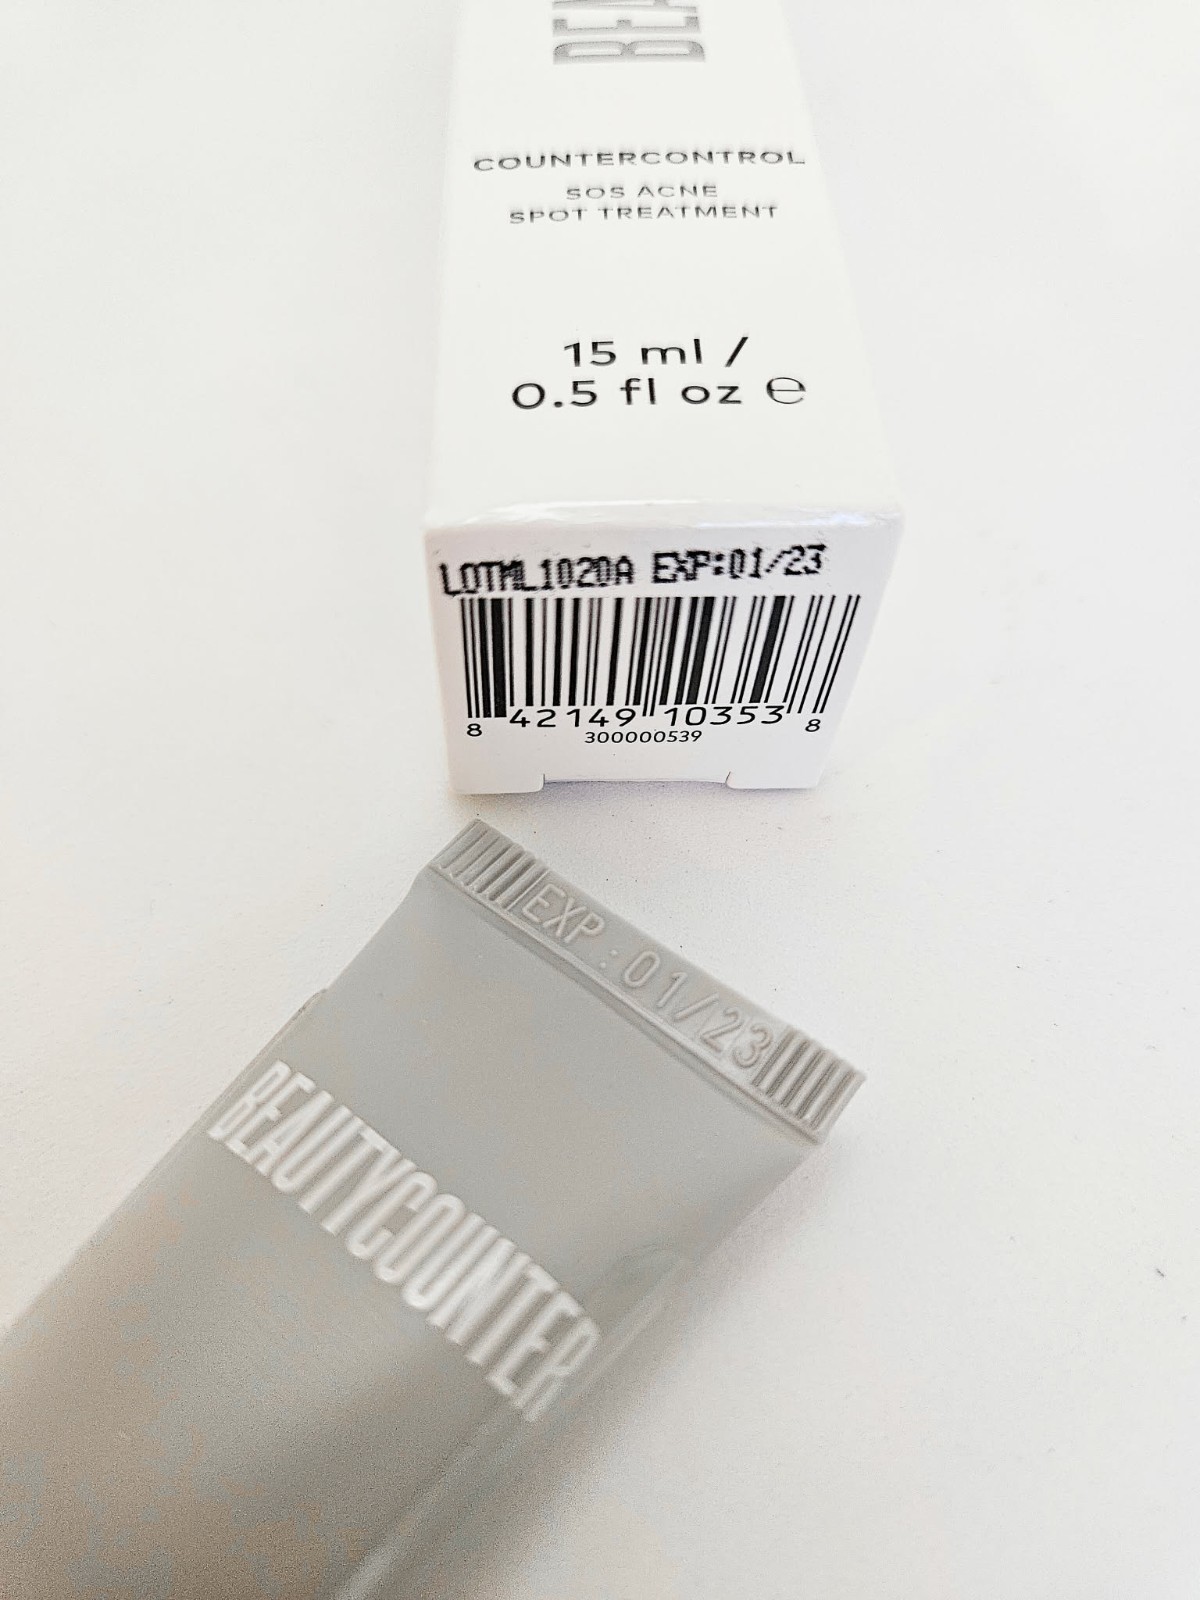 BEA
COUNTERCONTROL
SOS ACNE
SPOT TREATMENT
15 ml /
0.5 fl oz ℮
LOTML1020A EXP:01/23
8 42149 10353 8
300000539
EXP:01/23
BEAUTYCOUNTER